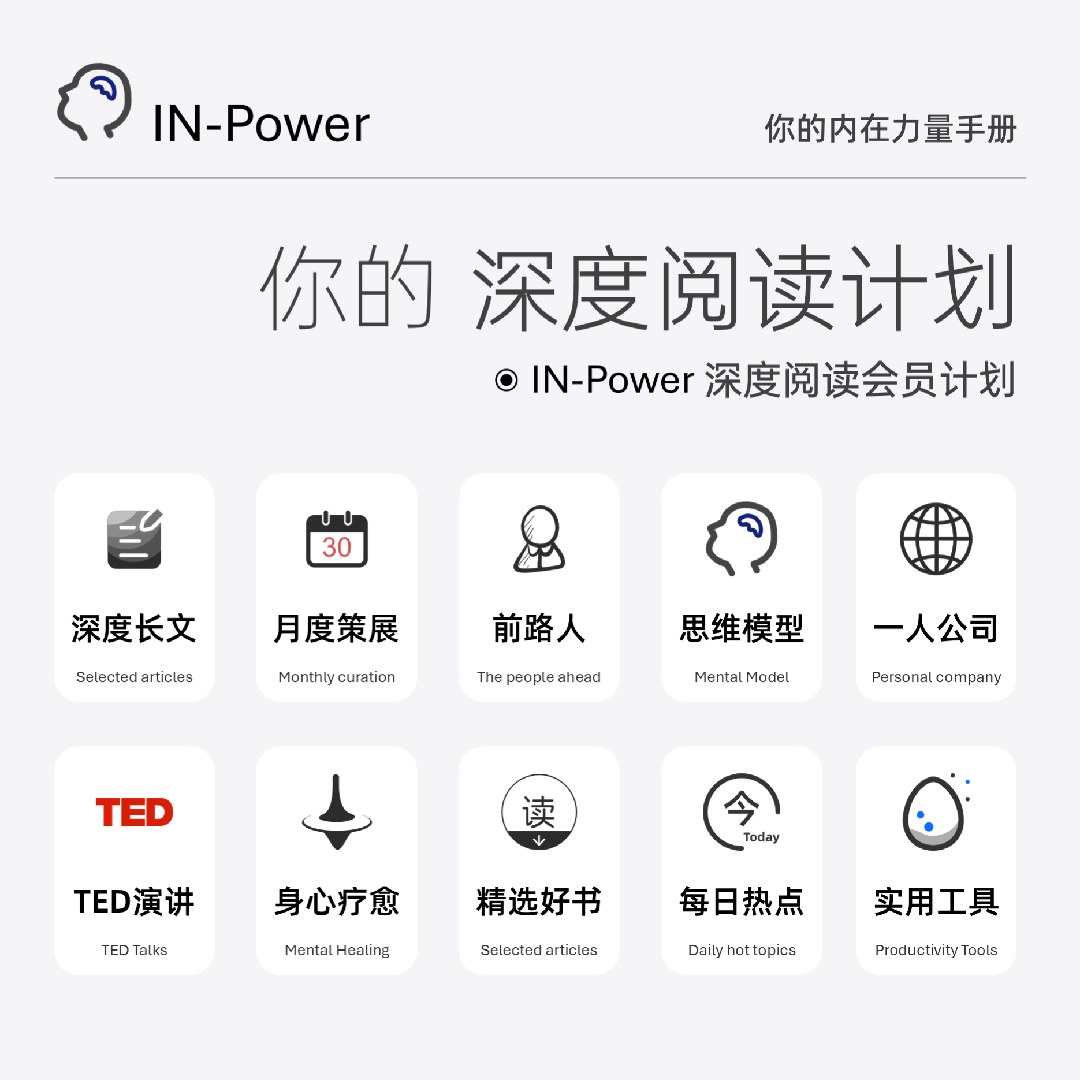 IN-Power
你的内在力量手册
你的 深度阅读计划
◉ IN-Power 深度阅读会员计划
30
深度长文
Selected articles
月度策展
Monthly curation
前路人
The people ahead
思维模型
Mental Model
一人公司
Personal company
TED
TED演讲
TED Talks
身心疗愈
Mental Healing
读
精选好书
Selected articles
今
Today
每日热点
Daily hot topics
实用工具
Productivity Tools